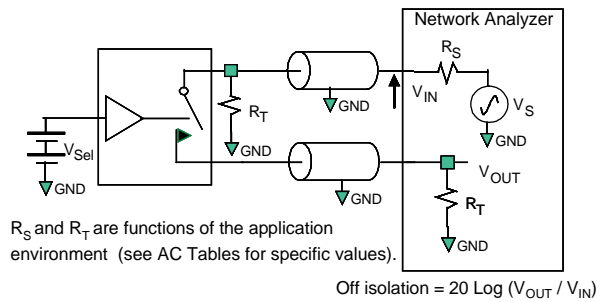 Network Analyzer
R_S
V_IN
V_S
GND
GND
R_T
GND
V_Sel
GND
V_OUT
R_T
GND
GND
R_S and R_T are functions of the application
environment (see AC Tables for specific values).
Off isolation = 20 Log (V_OUT / V_IN)